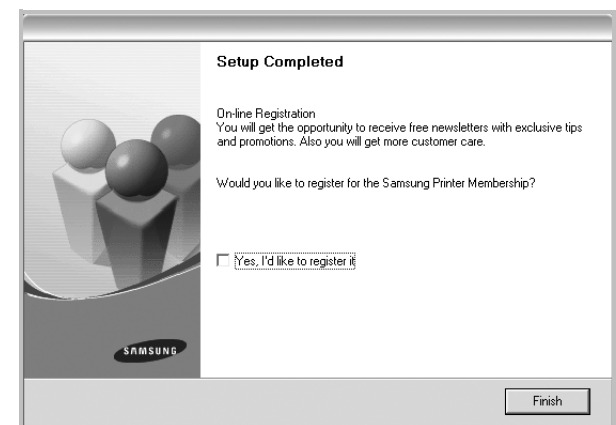 Setup Completed
On-line Registration
You will get the opportunity to receive free newsletters with exclusive tips
and promotions. Also you will get more customer care.
Would you like to register for the Samsung Printer Membership?
Yes, I'd like to register it
SAMSUNG
Finish